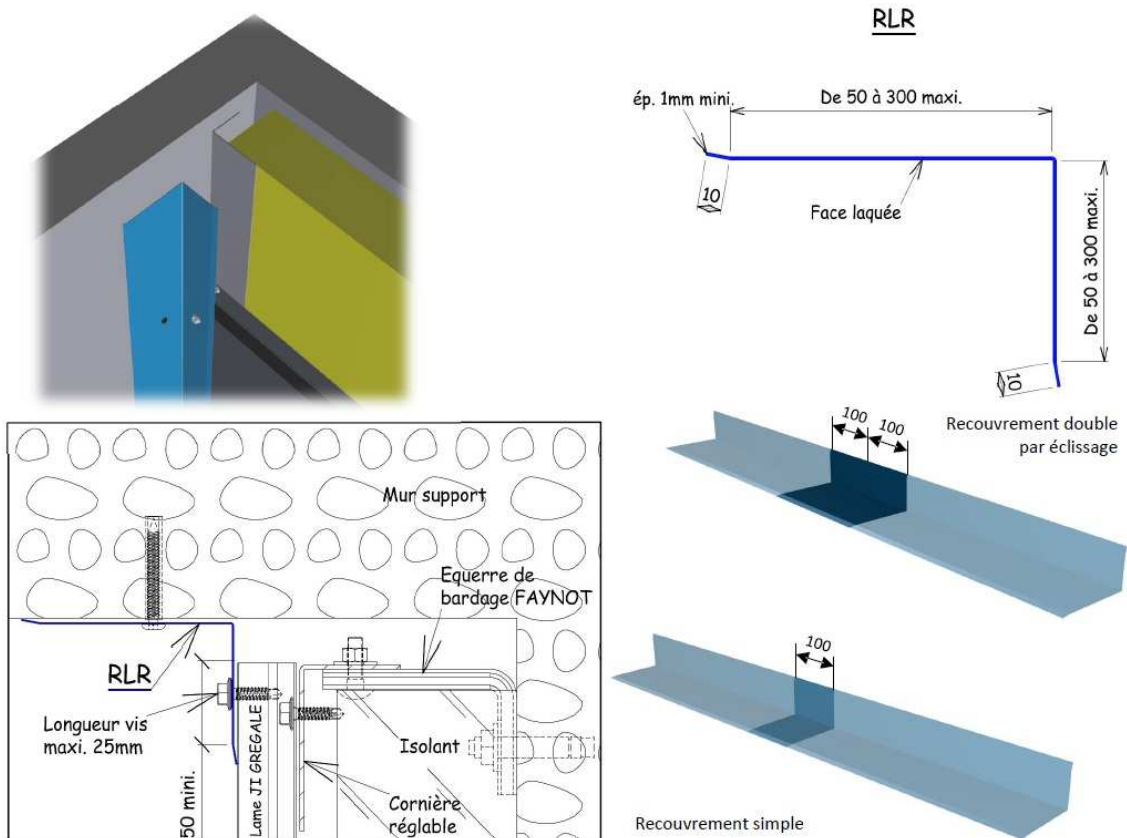 RLR
ép. 1mm mini.
De 50 à 300 maxi.
10
Face laquée
De 50 à 300 maxi.
10
100
100
Recouvrement double
par éclissage
Mur support
Equerre de
bardage FAYNOT
RLR
Longueur vis
maxi. 25mm
50 mini.
Lame JI GREGALE
Isolant
Cornière
réglable
100
Recouvrement simple